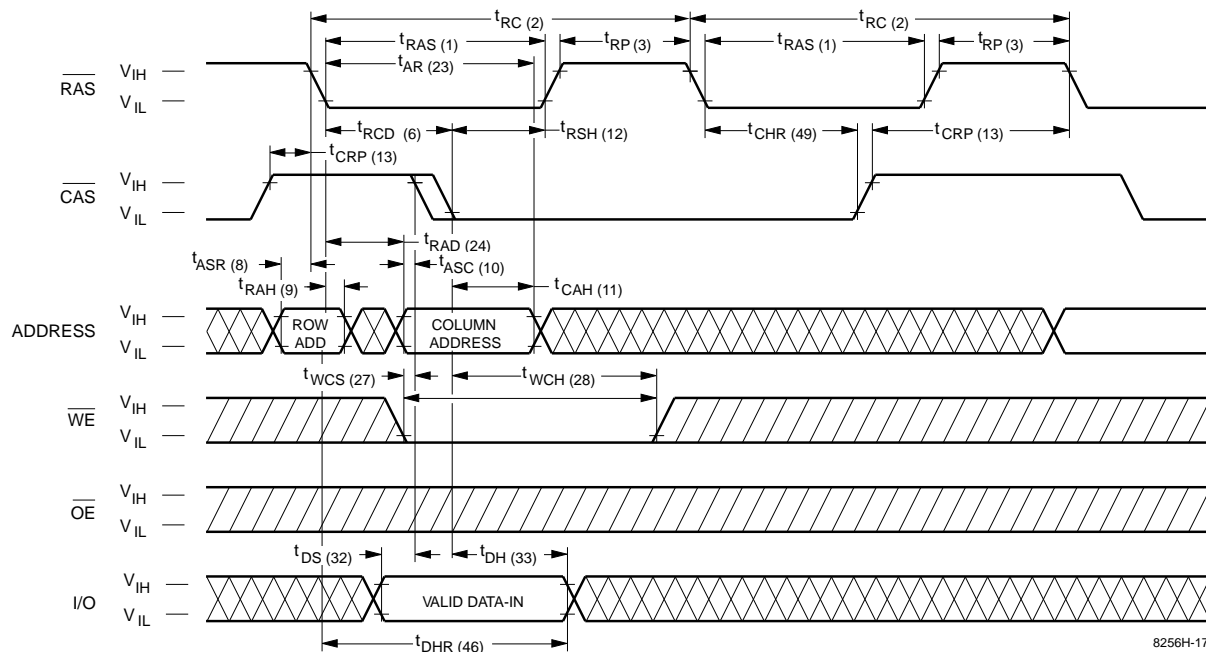 tRC (2) tRC (2)
tRAS (1) tRP (3) tRAS (1) tRP (3)
tAR (23)
RAS VIH
VIL
tRCD (6) tRSH (12) tCHR (49) tCRP (13)
tCRP (13)
CAS VIH
VIL
tRAD (24)
tASR (8) tASC (10)
tRAH (9) tCAH (11)
ADDRESS VIH
VIL
ROW
ADD
COLUMN
ADDRESS
tWCS (27) tWCH (28)
WE VIH
VIL
OE VIH
VIL
tDS (32) tDH (33)
I/O VIH
VIL
VALID DATA-IN
tDHR (46)
8256H-17